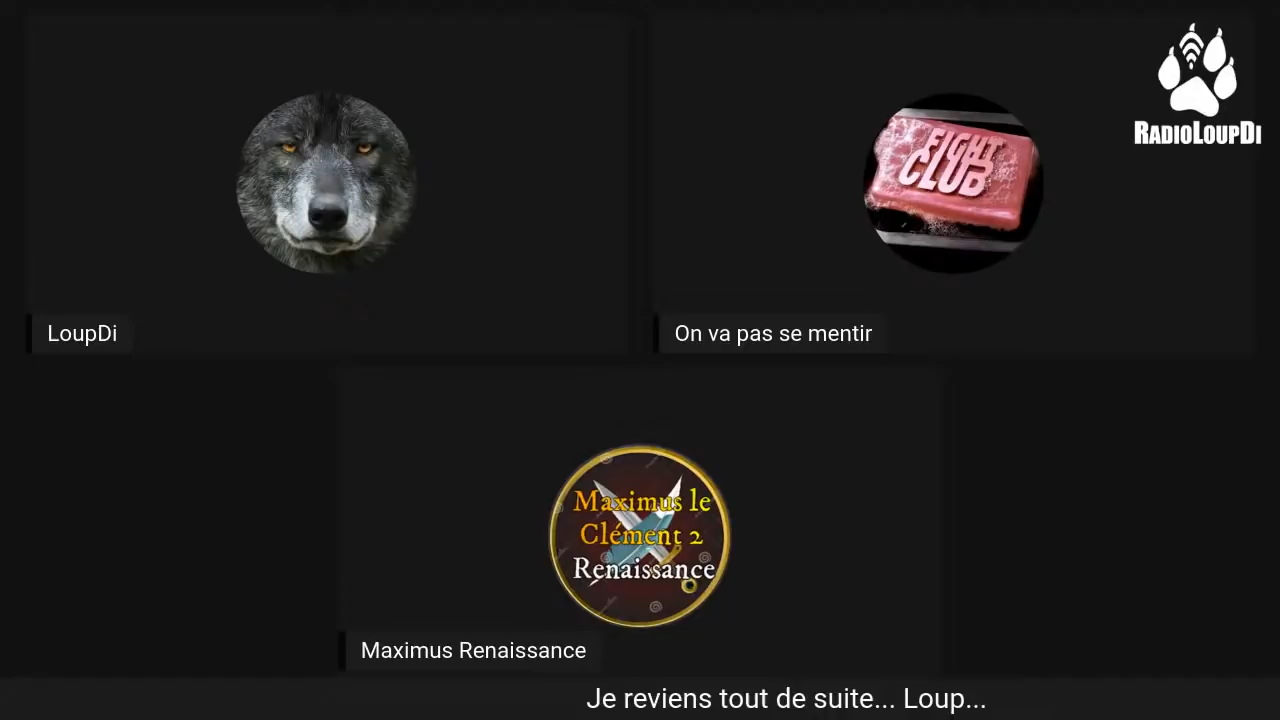 RADIOLOUPDI
FIGHT
CLUB
LoupDi
On va pas se mentir
Maximus le
Clément 2
Renaissance
Maximus Renaissance
Je reviens tout de suite... Loup...